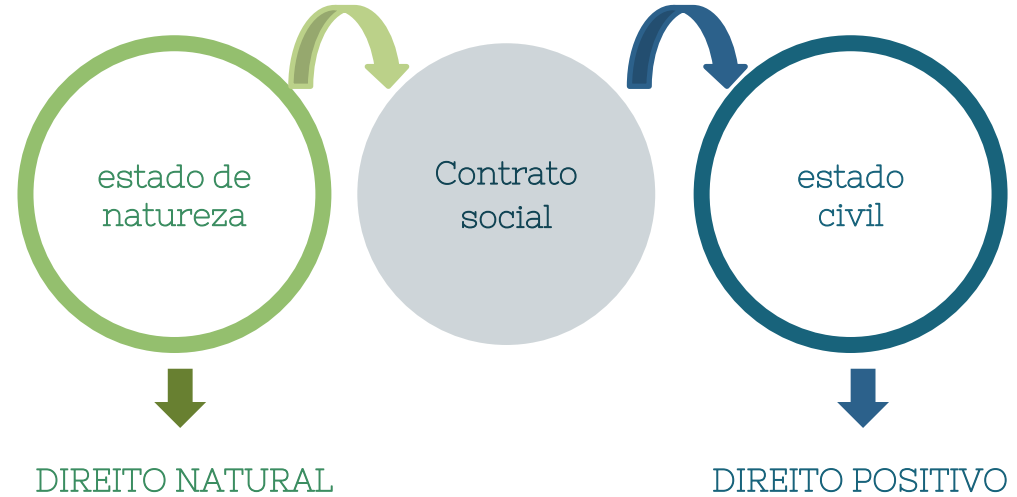 estado de
natureza
Contrato
social
estado
civil
DIREITO NATURAL
DIREITO POSITIVO